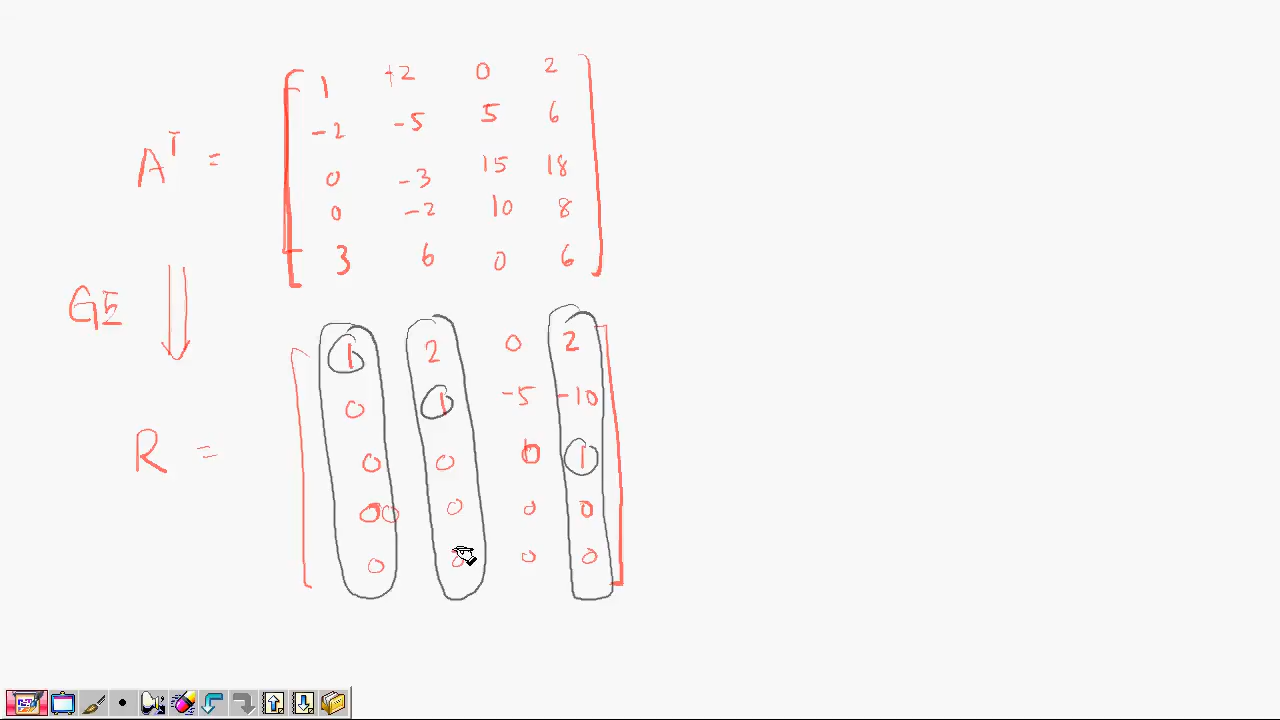 1 +2 0 2
-2 -5 5 6
A^T = 0 -3 15 18
0 -2 10 8
3 6 0 6
GE
1 2 0 2
0 1 -5 -10
R = 0 0 0 1
0 0 0 0
0 0 0 0